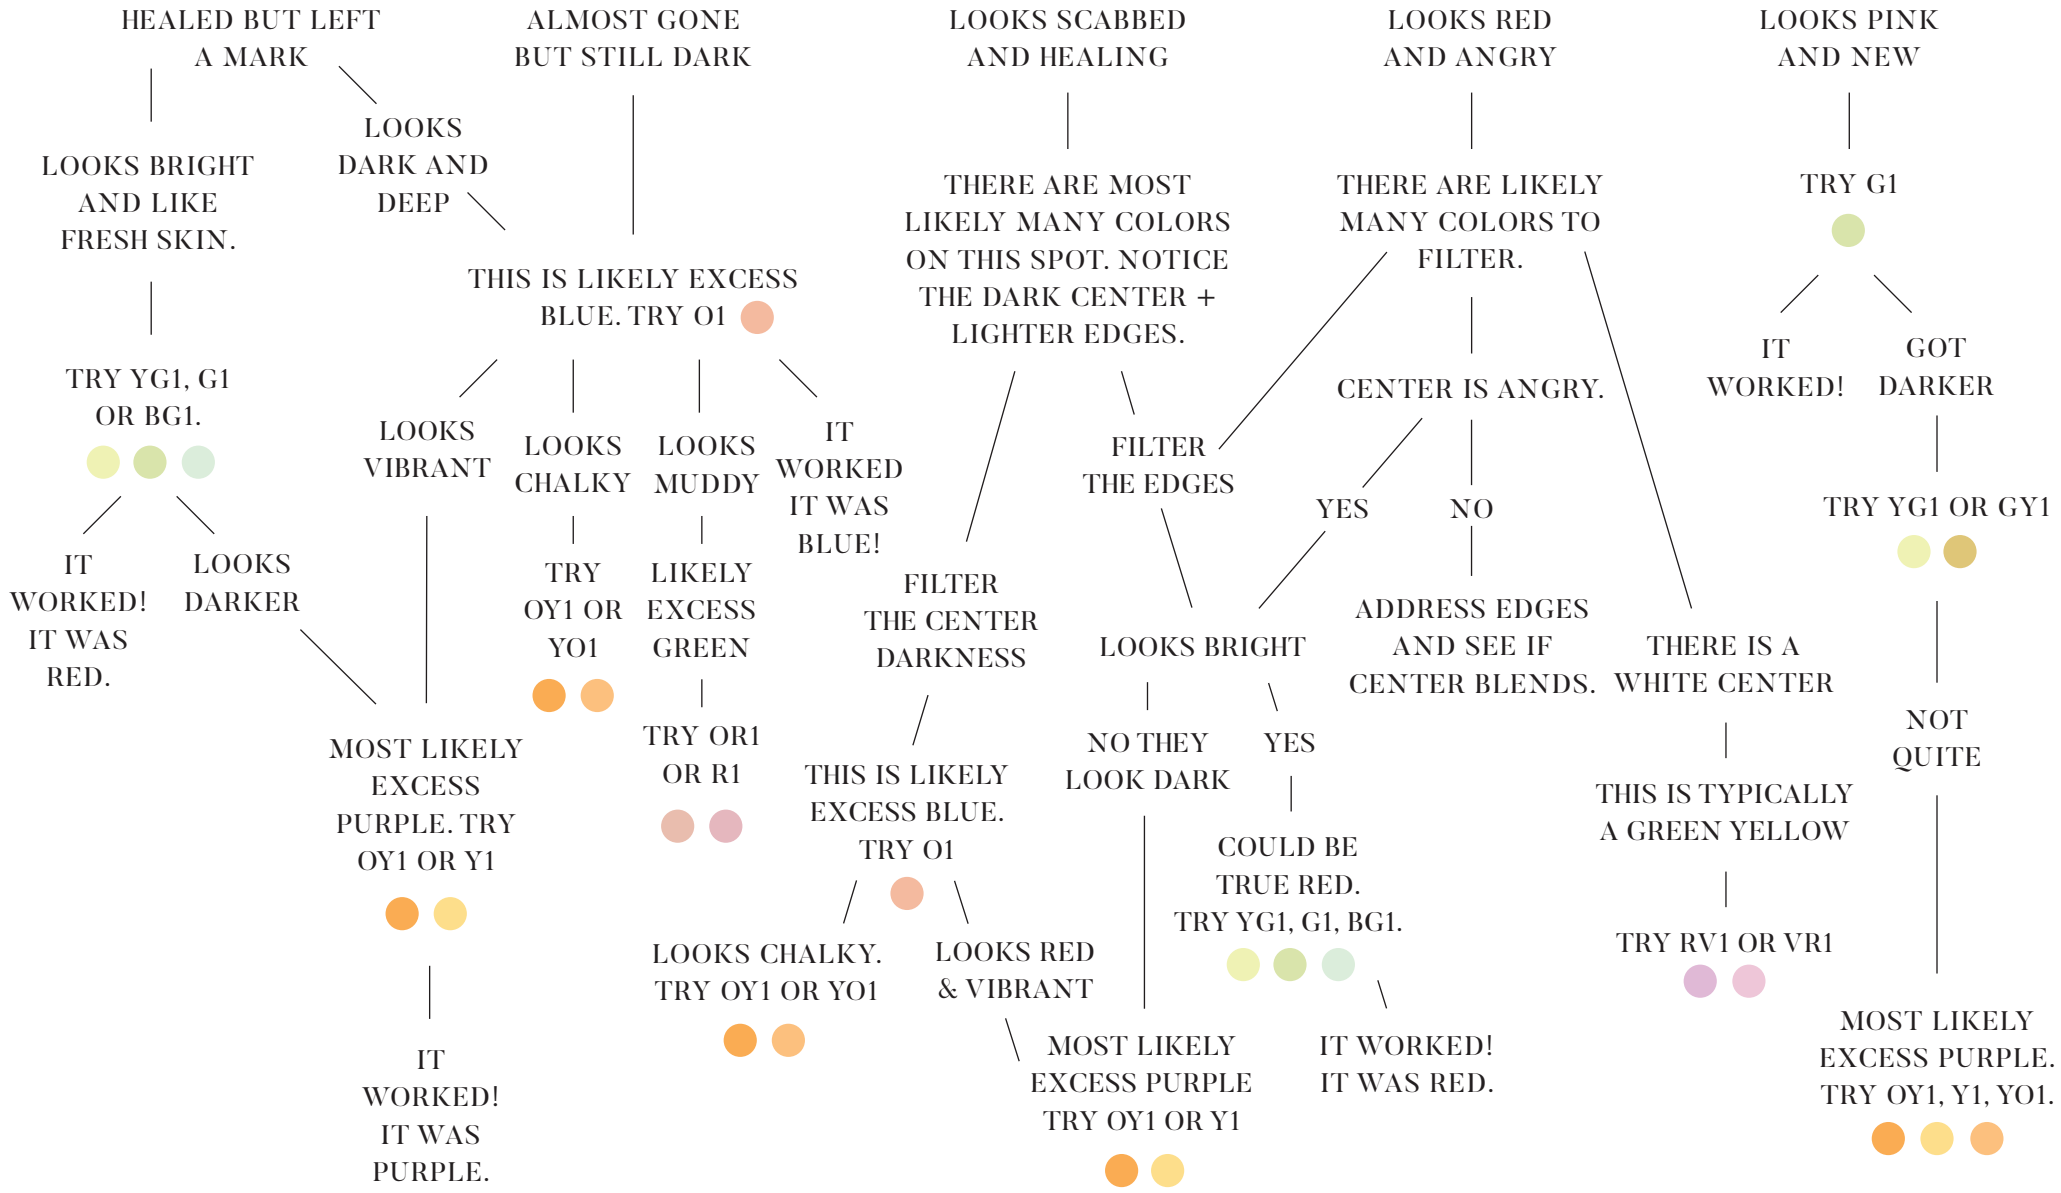 HEALED BUT LEFT
A MARK
LOOKS BRIGHT
AND LIKE
FRESH SKIN.
TRY YG1, G1
OR BG1.
IT
WORKED!
IT WAS
RED.
LOOKS
DARKER
LOOKS
DARK AND
DEEP
ALMOST GONE
BUT STILL DARK
THIS IS LIKELY EXCESS
BLUE. TRY O1
LOOKS
VIBRANT
MOST LIKELY
EXCESS
PURPLE. TRY
OY1 OR Y1
IT
WORKED!
IT WAS
PURPLE.
LOOKS
CHALKY
TRY
OY1 OR
YO1
LOOKS
MUDDY
LIKELY
EXCESS
GREEN
TRY OR1
OR R1
IT
WORKED
IT WAS
BLUE!
LOOKS SCABBED
AND HEALING
THERE ARE MOST
LIKELY MANY COLORS
ON THIS SPOT. NOTICE
THE DARK CENTER +
LIGHTER EDGES.
FILTER
THE CENTER
DARKNESS
THIS IS LIKELY
EXCESS BLUE.
TRY O1
LOOKS CHALKY.
TRY OY1 OR YO1
LOOKS RED
& VIBRANT
FILTER
THE EDGES
LOOKS BRIGHT
NO THEY
LOOK DARK
MOST LIKELY
EXCESS PURPLE
TRY OY1 OR Y1
YES
COULD BE
TRUE RED.
TRY YG1, G1, BG1.
IT WORKED!
IT WAS RED.
LOOKS RED
AND ANGRY
THERE ARE LIKELY
MANY COLORS TO
FILTER.
CENTER IS ANGRY.
YES
NO
ADDRESS EDGES
AND SEE IF
CENTER BLENDS.
THERE IS A
WHITE CENTER
THIS IS TYPICALLY
A GREEN YELLOW
TRY RV1 OR VR1
LOOKS PINK
AND NEW
TRY G1
IT
WORKED!
GOT
DARKER
TRY YG1 OR GY1
NOT
QUITE
MOST LIKELY
EXCESS PURPLE.
TRY OY1, Y1, YO1.